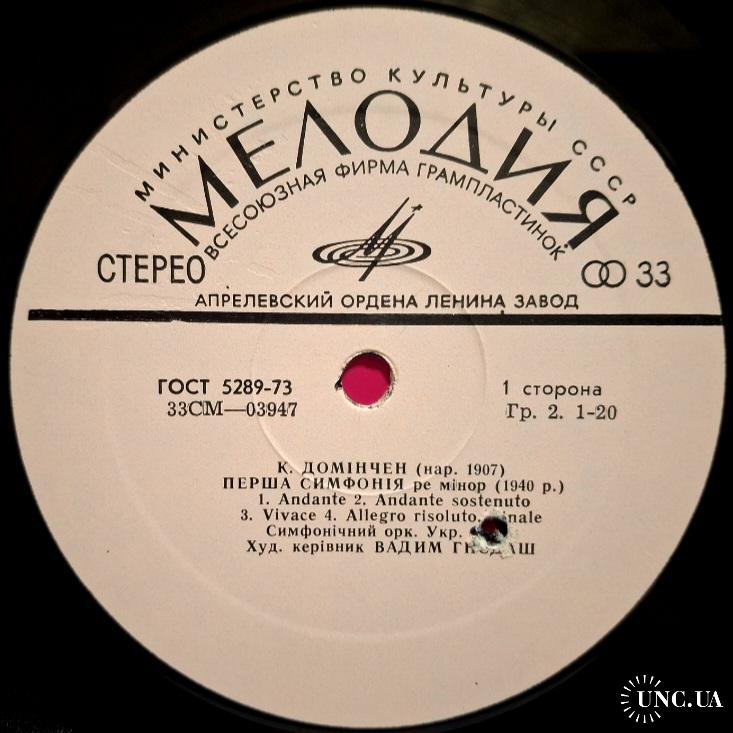 МИНИСТЕРСТВО КУЛЬТУРЫ СССР
МЕЛОДИЯ
ВСЕСОЮЗНАЯ ФИРМА ГРАМПЛАСТИНОК
СТЕРЕО
33
АПРЕЛЕВСКИЙ ОРДЕНА ЛЕНИНА ЗАВОД
ГОСТ 5289-73
33СМ—03947
1 сторона
Гр. 2. 1-20
К. ДОМІНЧЕН (нар. 1907)
ПЕРША СИМФОНІЯ ре мінор (1940 р.)
1. Andante 2. Andante sostenuto
3. Vivace 4. Allegro risoluto.
Симфонічний орк. Укр.
Худ. керівник ВАДИМ
UNC.UA